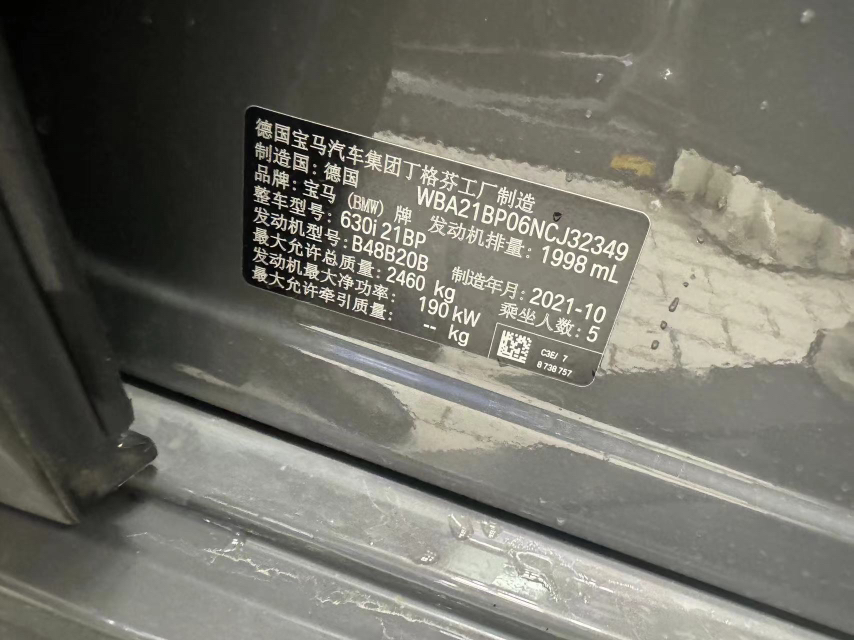 德国宝马汽车集团丁格芬工厂制造
制造国：德国 WBA21BP06NCJ32349
品牌：宝马 (BMW) 牌 发动机排量：1998 mL
整车型号：630i 21BP
发动机型号：B48B20B 制造年月：2021-10
最大允许总质量：2460 kg 乘坐人数：5
发动机最大净功率： 190 kW
最大允许牵引质量： -- kg
C3E/ 7
8 738 757